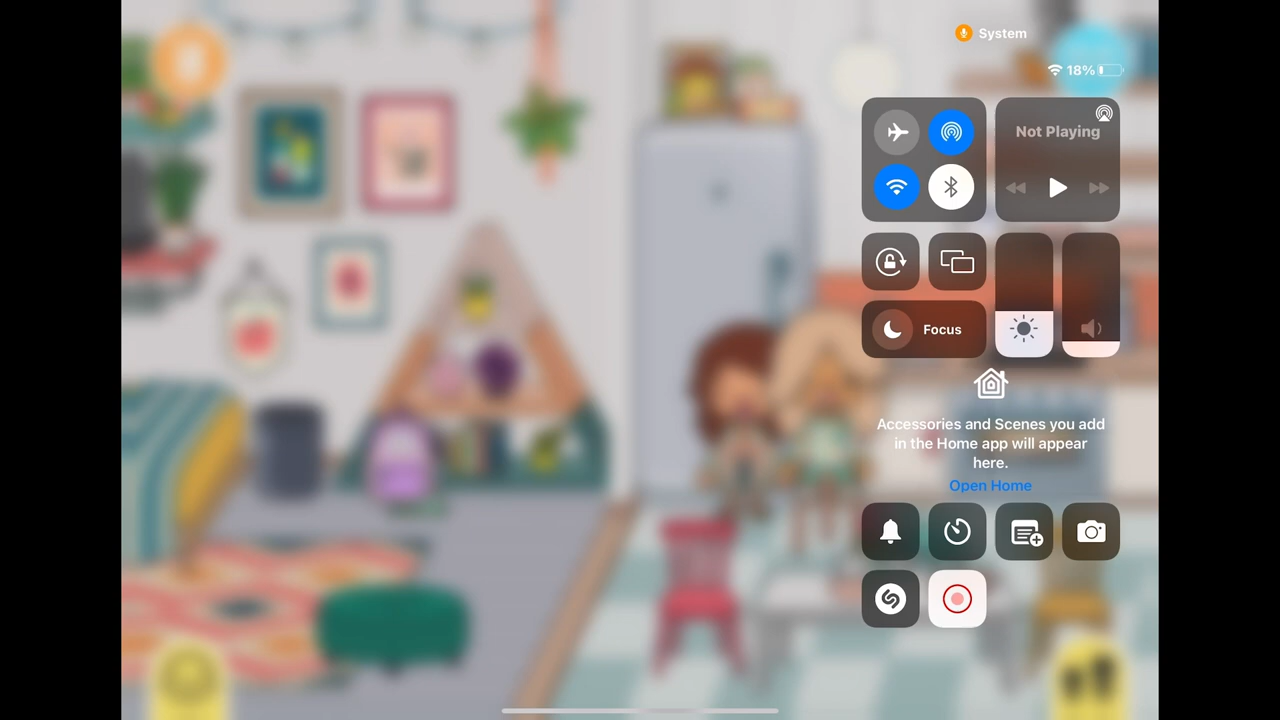 System
18%
Not Playing
Focus
Accessories and Scenes you add
in the Home app will appear
here.
Open Home